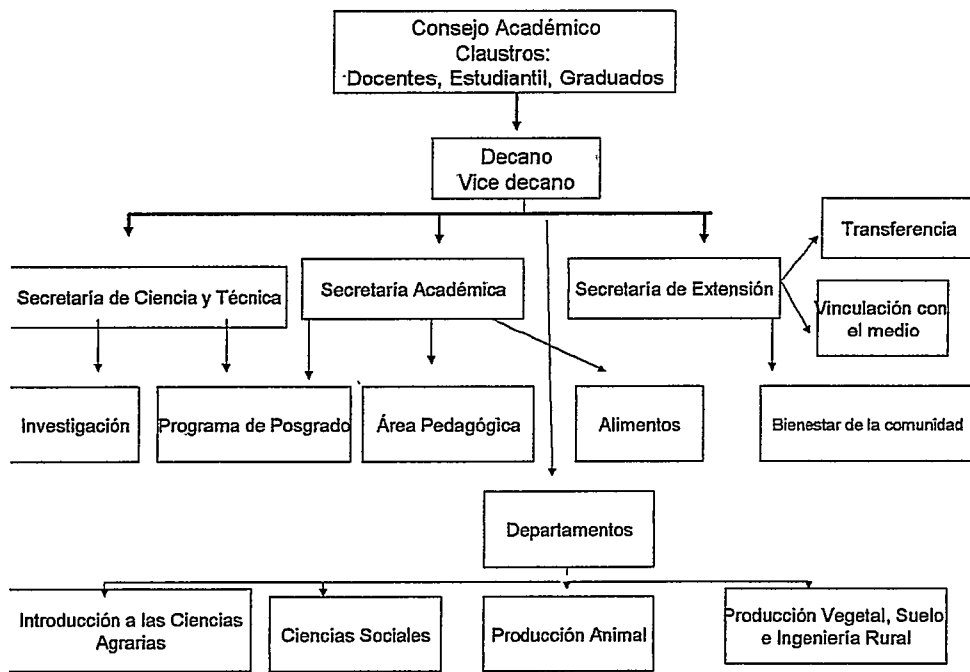 Consejo Académico
Claustros:
Docentes, Estudiantil, Graduados
Decano
Vice decano
Transferencia
Secretaría de Ciencia y Técnica
Secretaría Académica
Secretaría de Extensión
Vinculación con
el medio
Investigación
Programa de Posgrado
Área Pedagógica
Alimentos
Bienestar de la comunidad
Departamentos
Introducción a las Ciencias
Agrarias
Ciencias Sociales
Producción Animal
Producción Vegetal, Suelo
e Ingeniería Rural